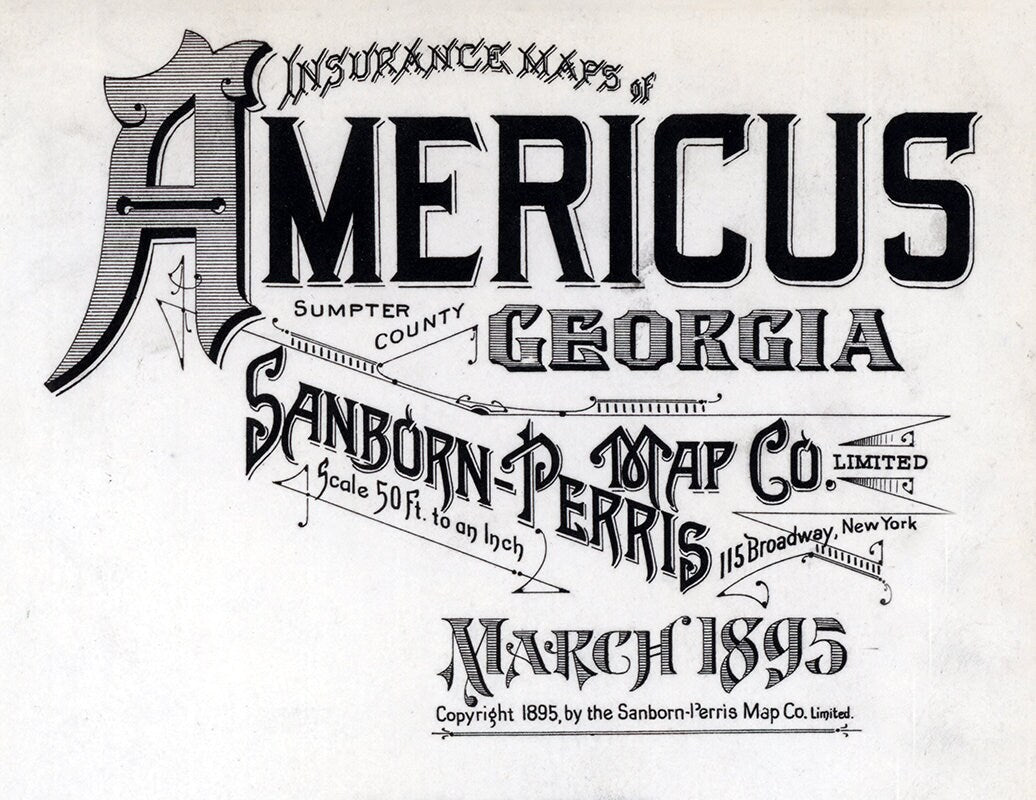 INSURANCE MAPS of
AMERICUS
SUMPTER COUNTY
GEORGIA
SANBORN-PERRIS MAP CO. LIMITED
Scale 50 Ft. to an Inch
115 Broadway, New York
MARCH 1895
Copyright 1895, by the Sanborn-Perris Map Co. Limited.